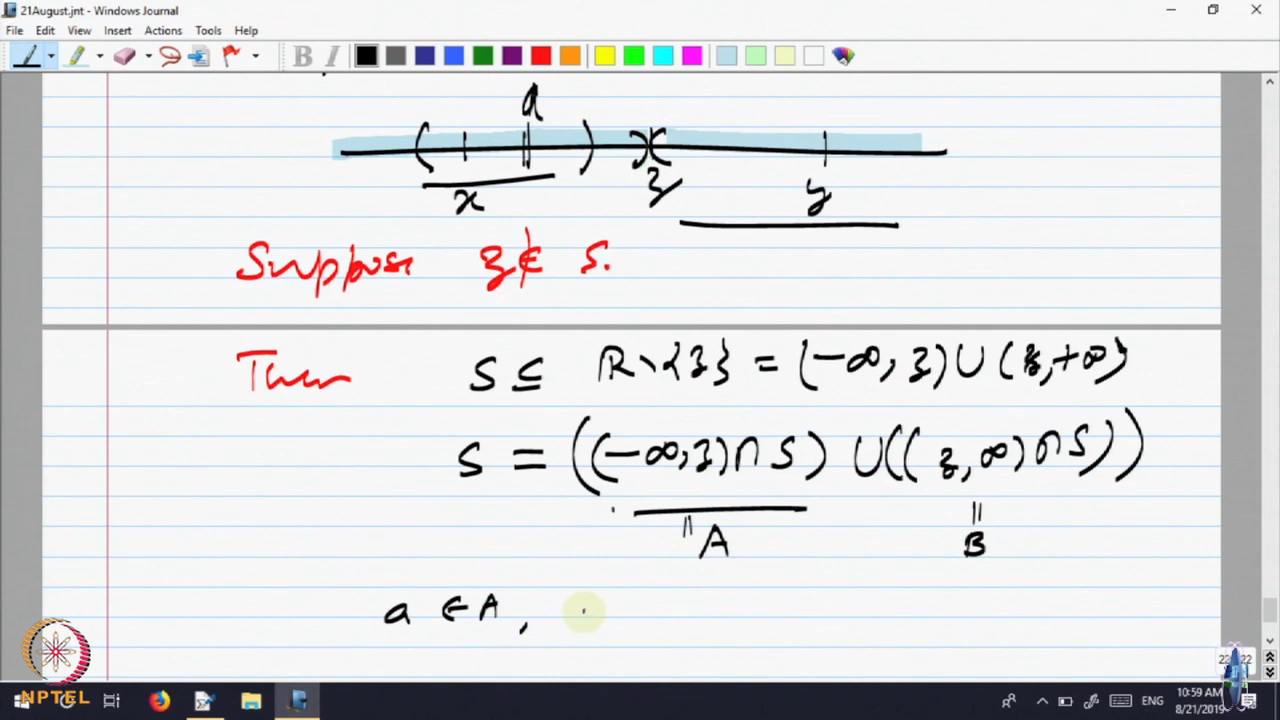 21August.jnt - Windows Journal
File Edit View Insert Actions Tools Help
B I
a
( ) )(
x z y
Suppose z ∉ S.
Then S ⊆ ℝ \ {z} = (-∞, z) ∪ (z, +∞)
S = ((-∞, z) ∩ S) ∪ ((z, ∞) ∩ S))
= A = B
a ∈ A, .
NPTEL
ENG
10:59 AM
8/21/2019